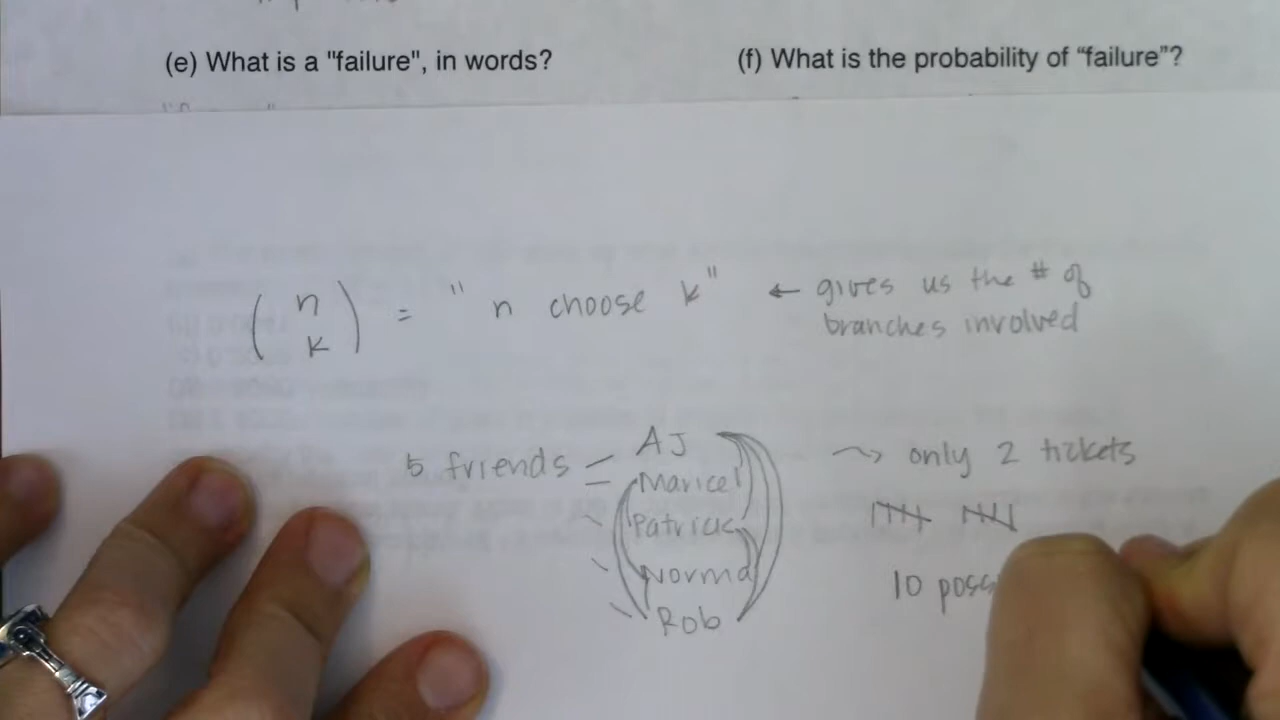 (e) What is a "failure", in words?
(f) What is the probability of “failure”?
( n k ) = " n choose k" ← gives us the # of
branches involved
5 friends
AJ
Maricel
Patrick
Norma
Rob
~> only 2 tickets
10